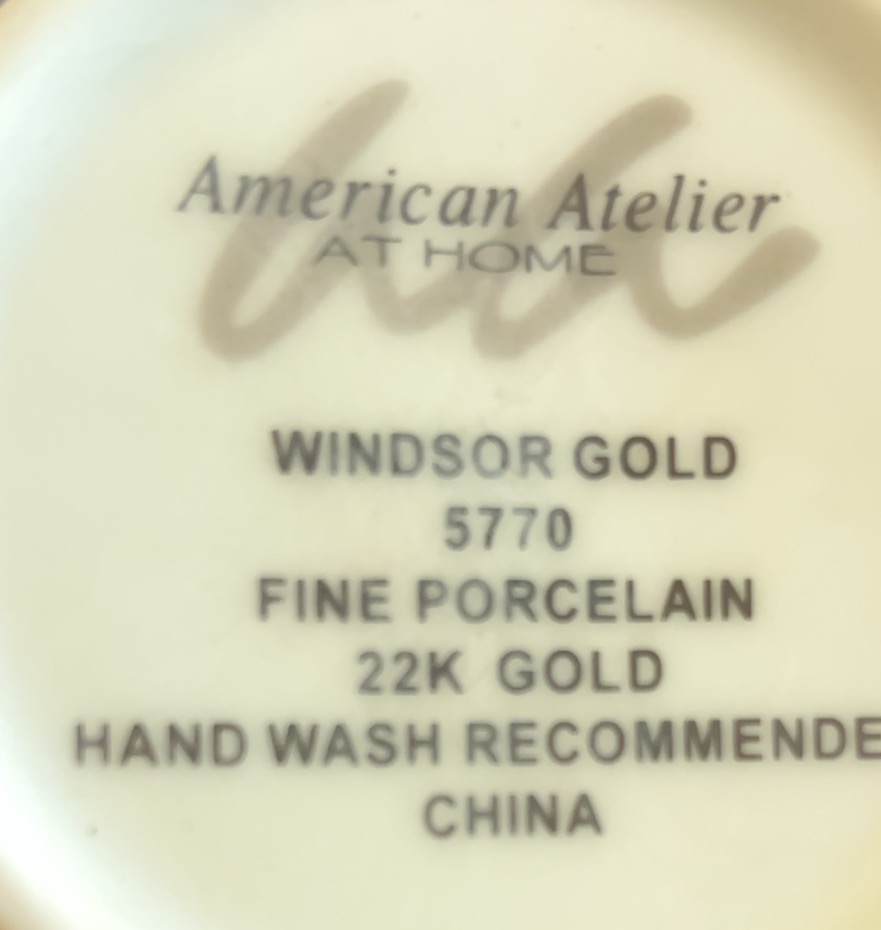 American Atelier
AT HOME
WINDSOR GOLD
5770
FINE PORCELAIN
22K GOLD
HAND WASH RECOMMENDE
CHINA